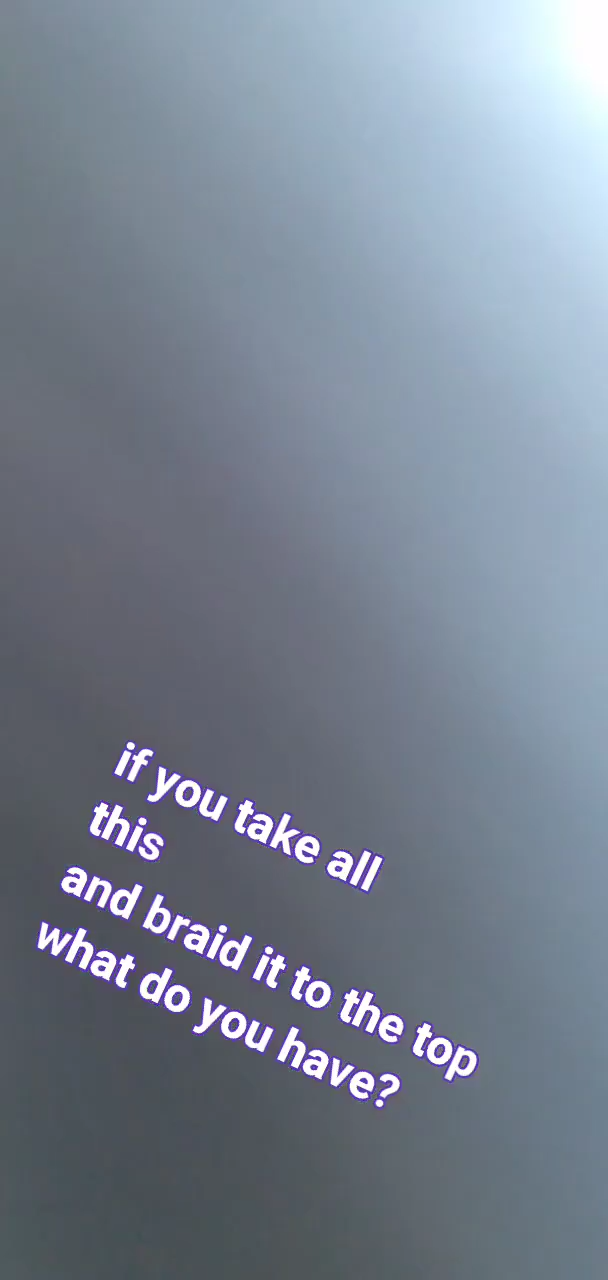 if you take all
this
and braid it to the top
what do you have?